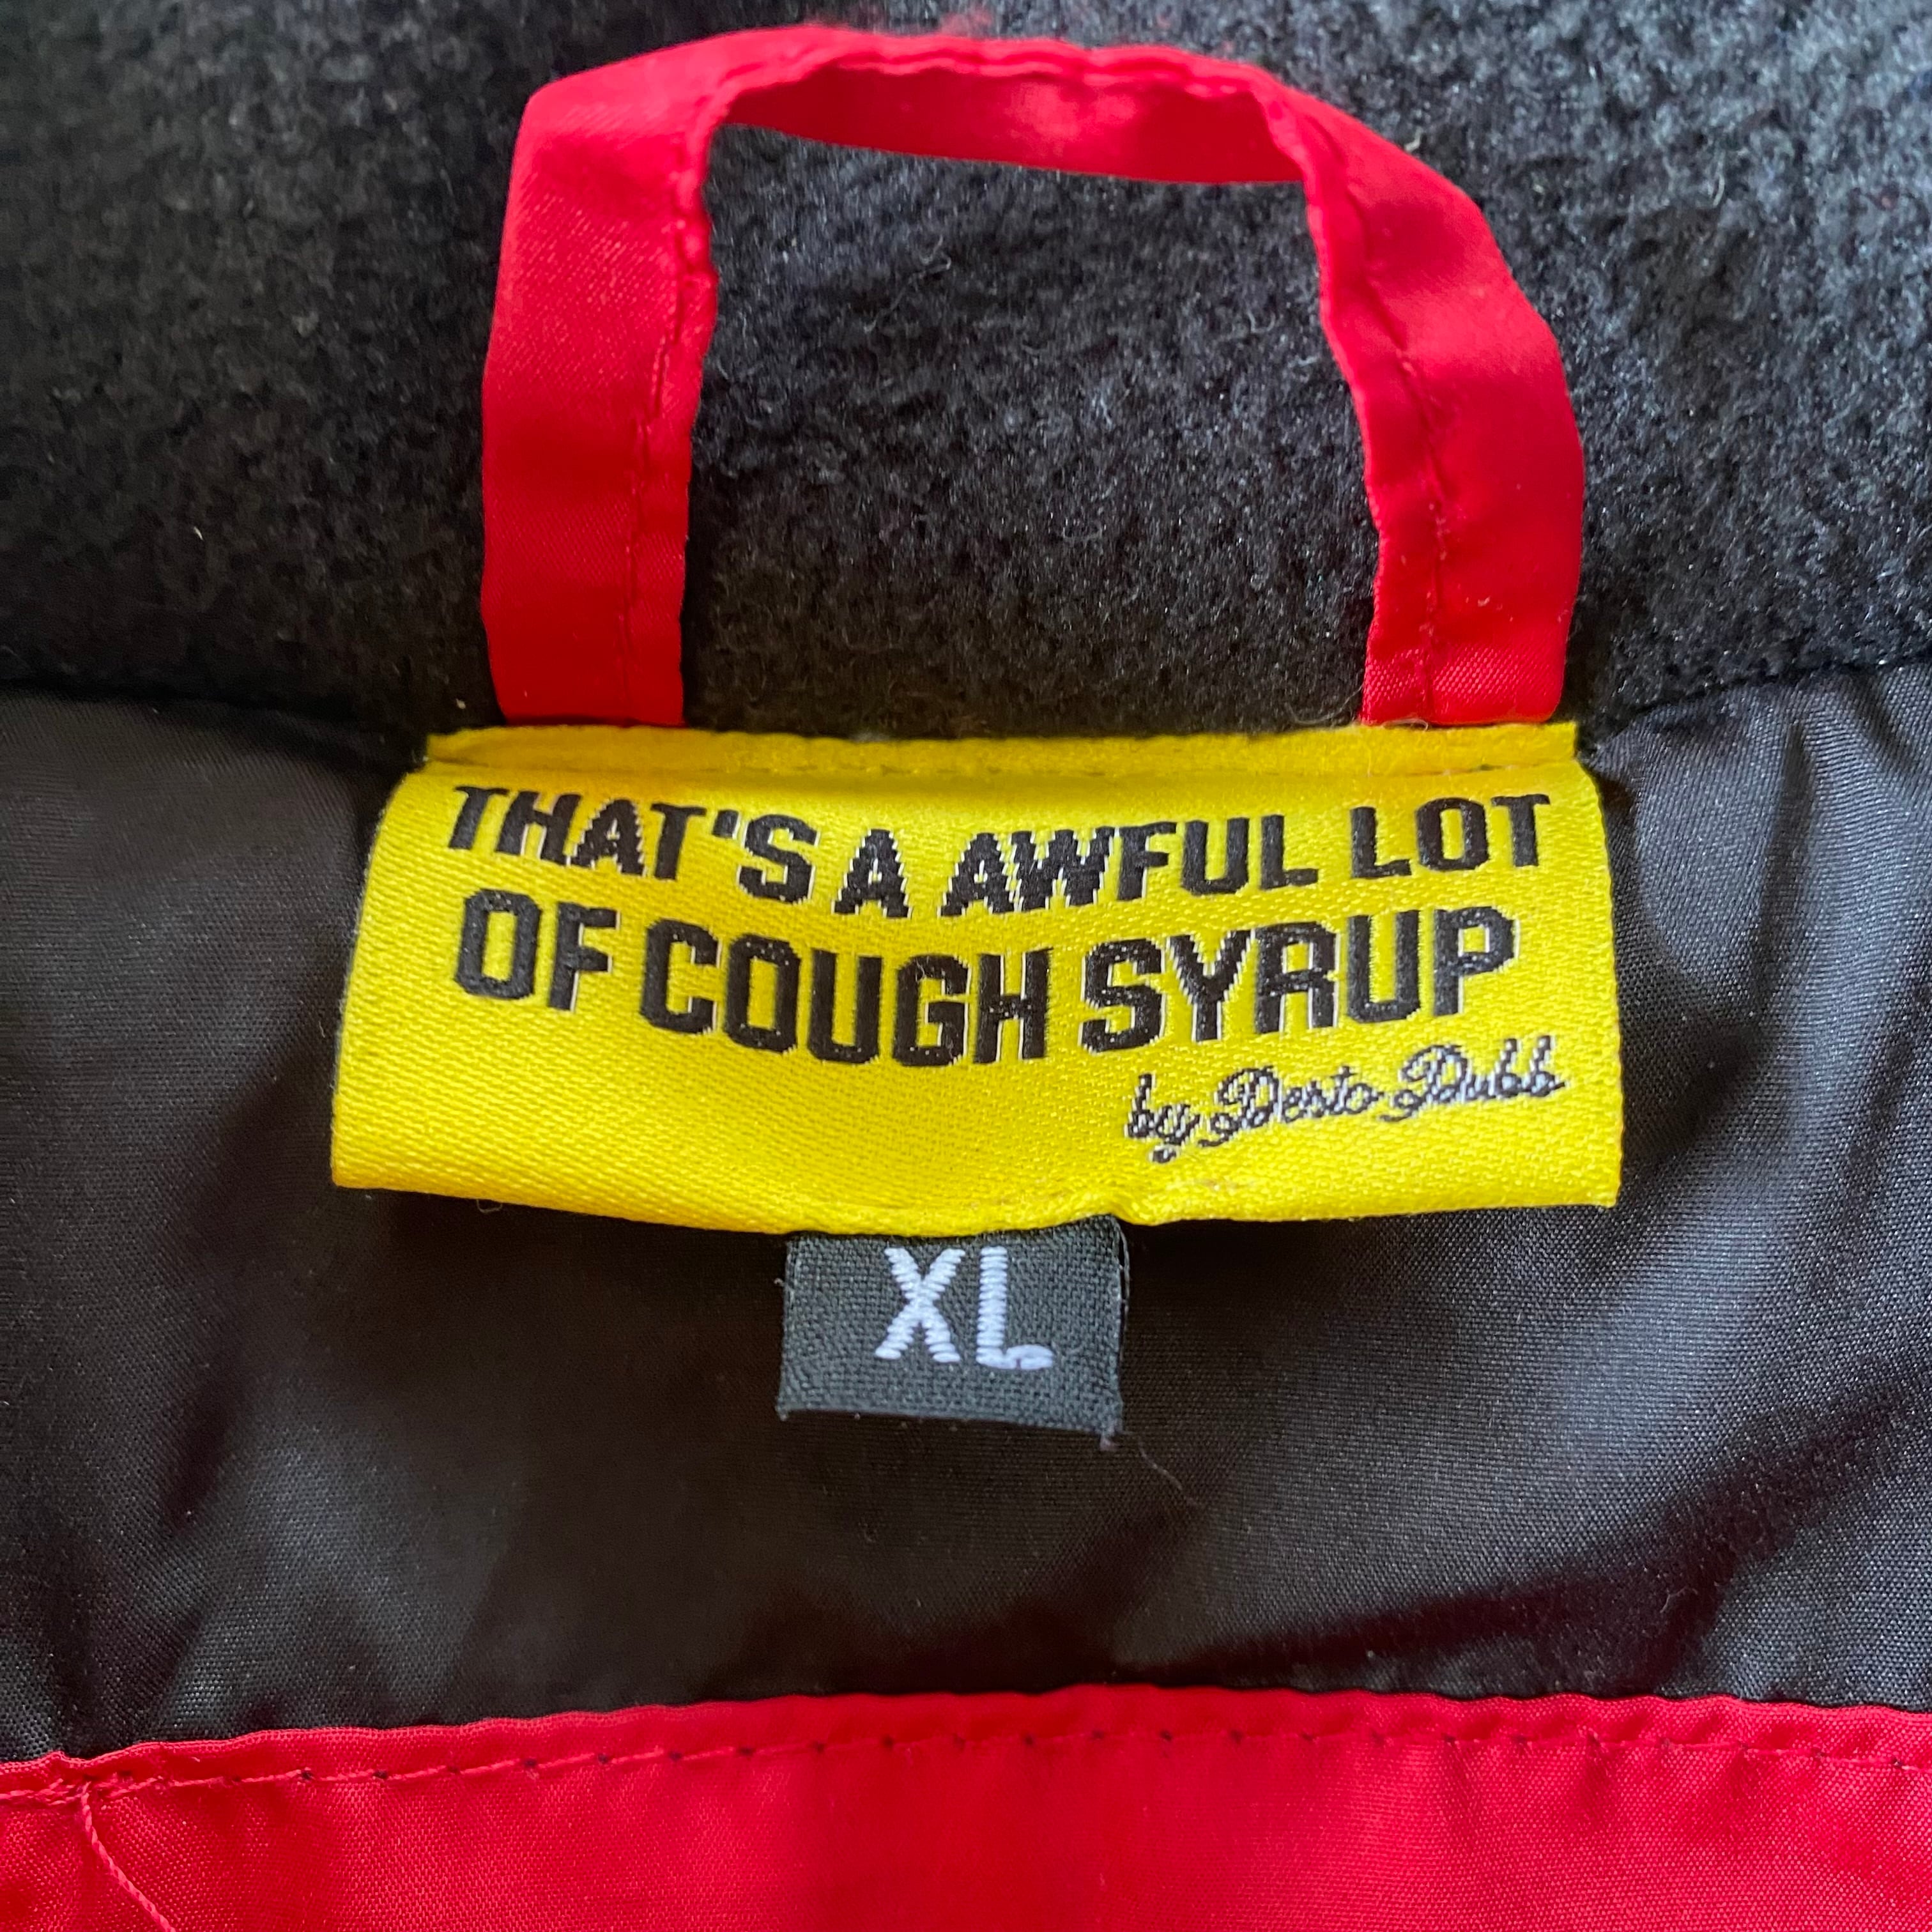 THAT'S A AWFUL LOT
OF COUGH SYRUP
by Desto Dubb
XL